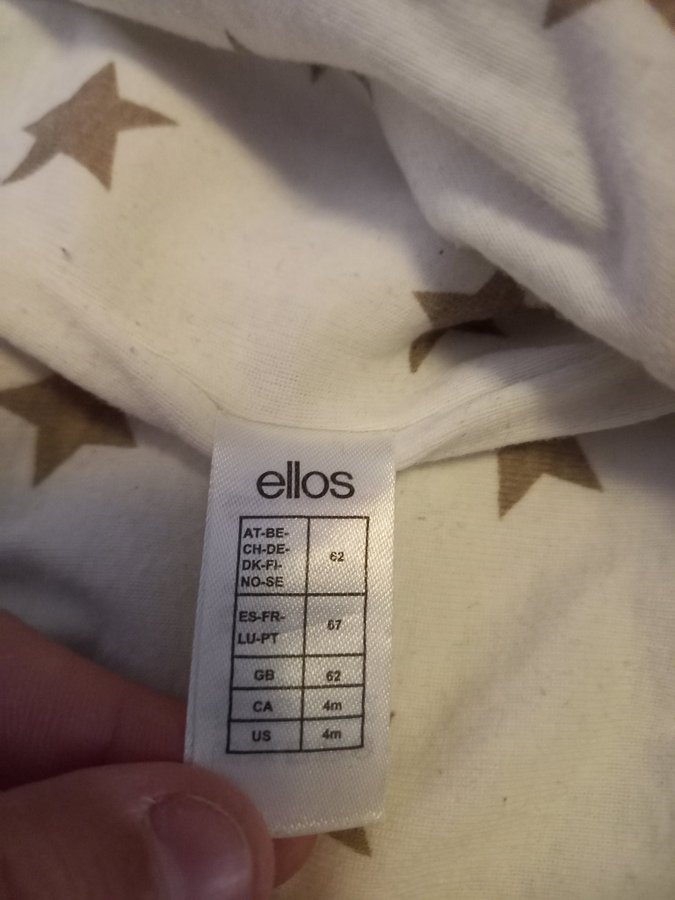 ellos
AT-BE-
CH-DE-
DK-FI-
NO-SE
62
ES-FR-
LU-PT
67
GB 62
CA 4m
US 4m